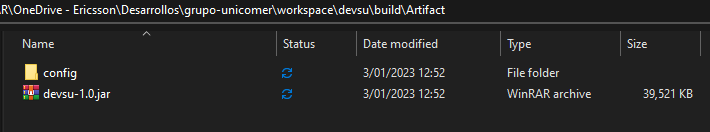 AR\OneDrive - Ericsson\Desarrollos\grupo-unicomer\workspace\devsu\build\Artifact
Name Status Date modified Type Size
config 3/01/2023 12:52 File folder
devsu-1.0.jar 3/01/2023 12:52 WinRAR archive 39,521 KB